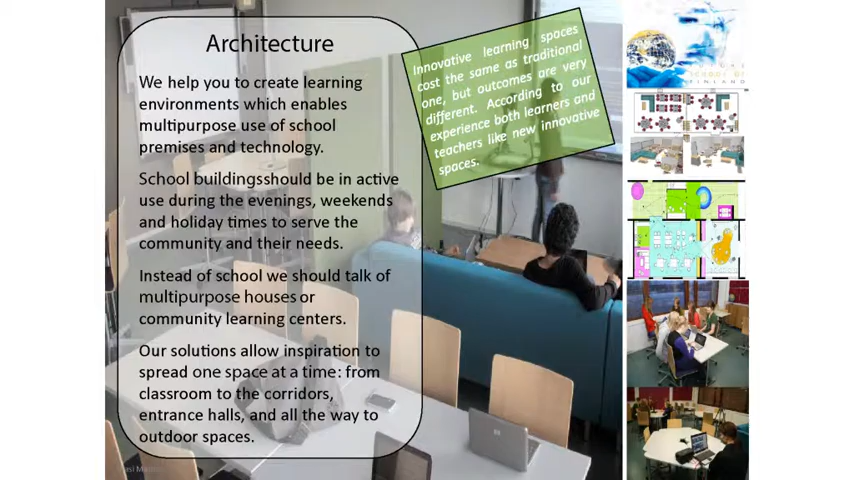 Architecture
We help you to create learning
environments which enables
multipurpose use of school
premises and technology.
School buildingsshould be in active
use during the evenings, weekends
and holiday times to serve the
community and their needs.
Instead of school we should talk of
multipurpose houses or
community learning centers.
Our solutions allow inspiration to
spread one space at a time: from
classroom to the corridors,
entrance halls, and all the way to
outdoor spaces.
Innovative learning spaces
cost the same as traditional
one, but outcomes are very
different. According to our
experience both learners and
teachers like new innovative
spaces.